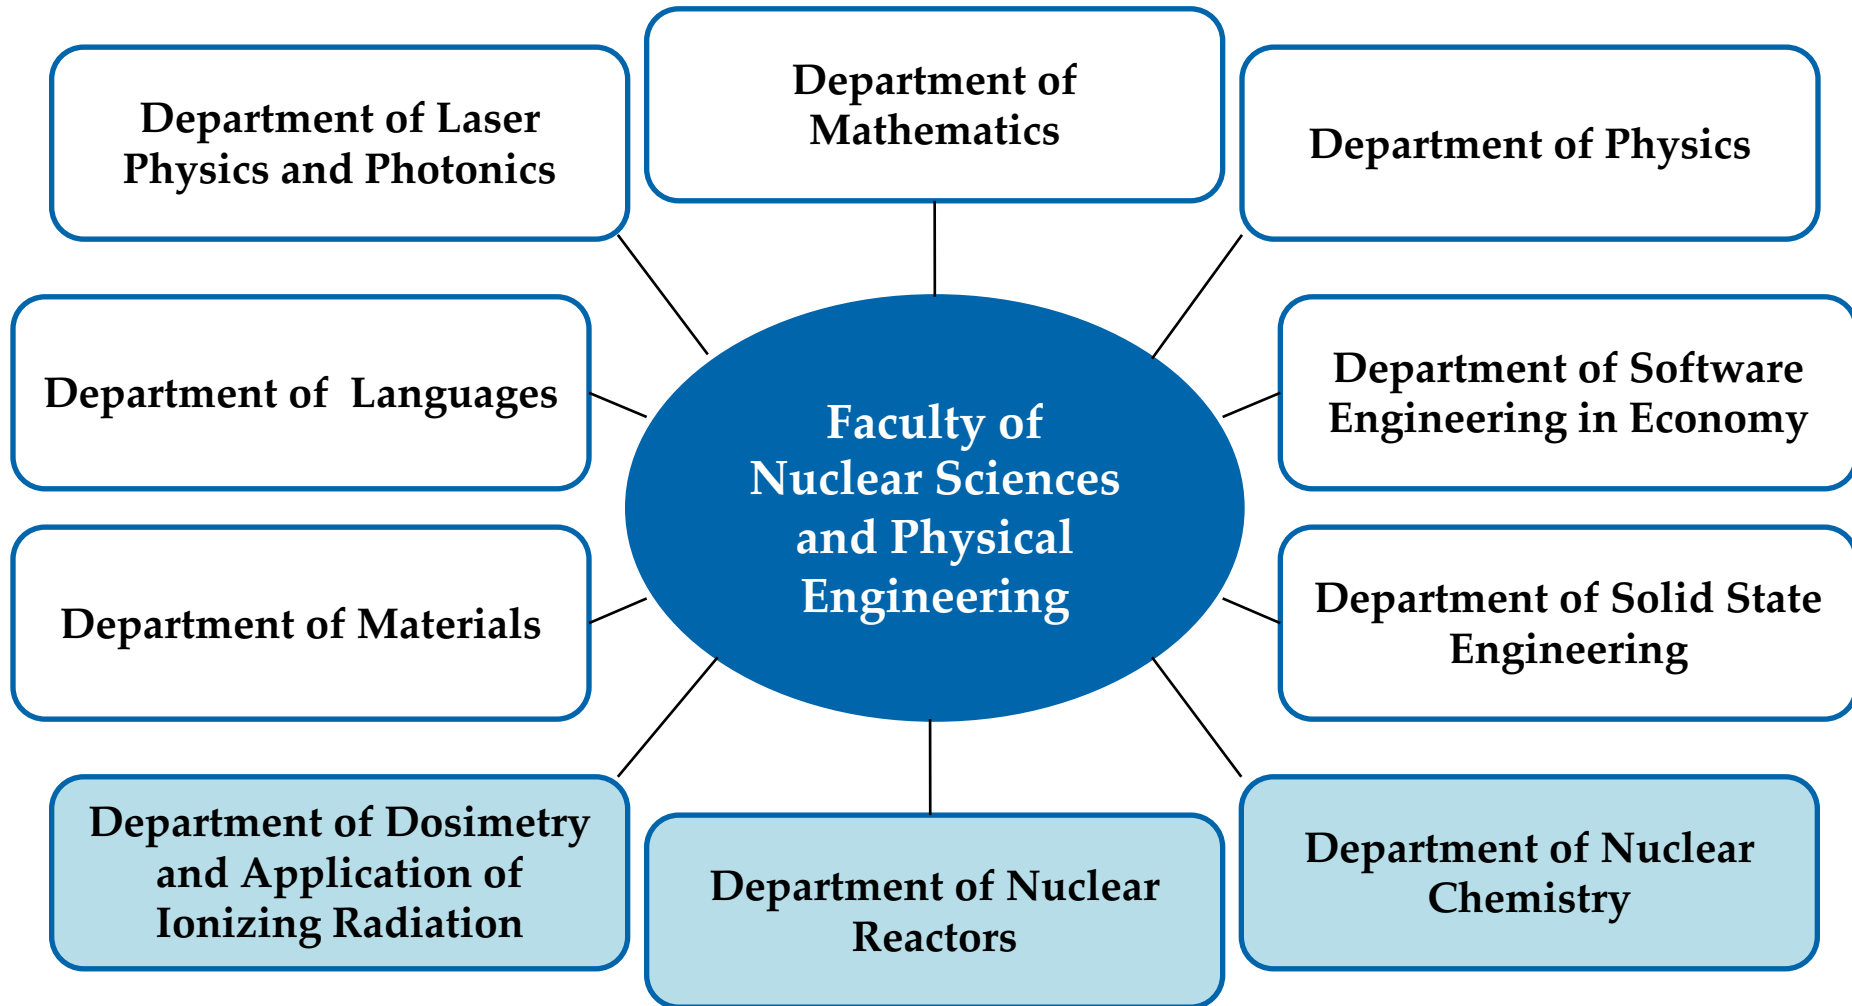 Department of Laser
Physics and Photonics
Department of
Mathematics
Department of Physics
Department of  Languages
Faculty of
Nuclear Sciences
and Physical
Engineering
Department of Software
Engineering in Economy
Department of Materials
Department of Solid State
Engineering
Department of Dosimetry
and Application of
Ionizing Radiation
Department of Nuclear
Reactors
Department of Nuclear
Chemistry